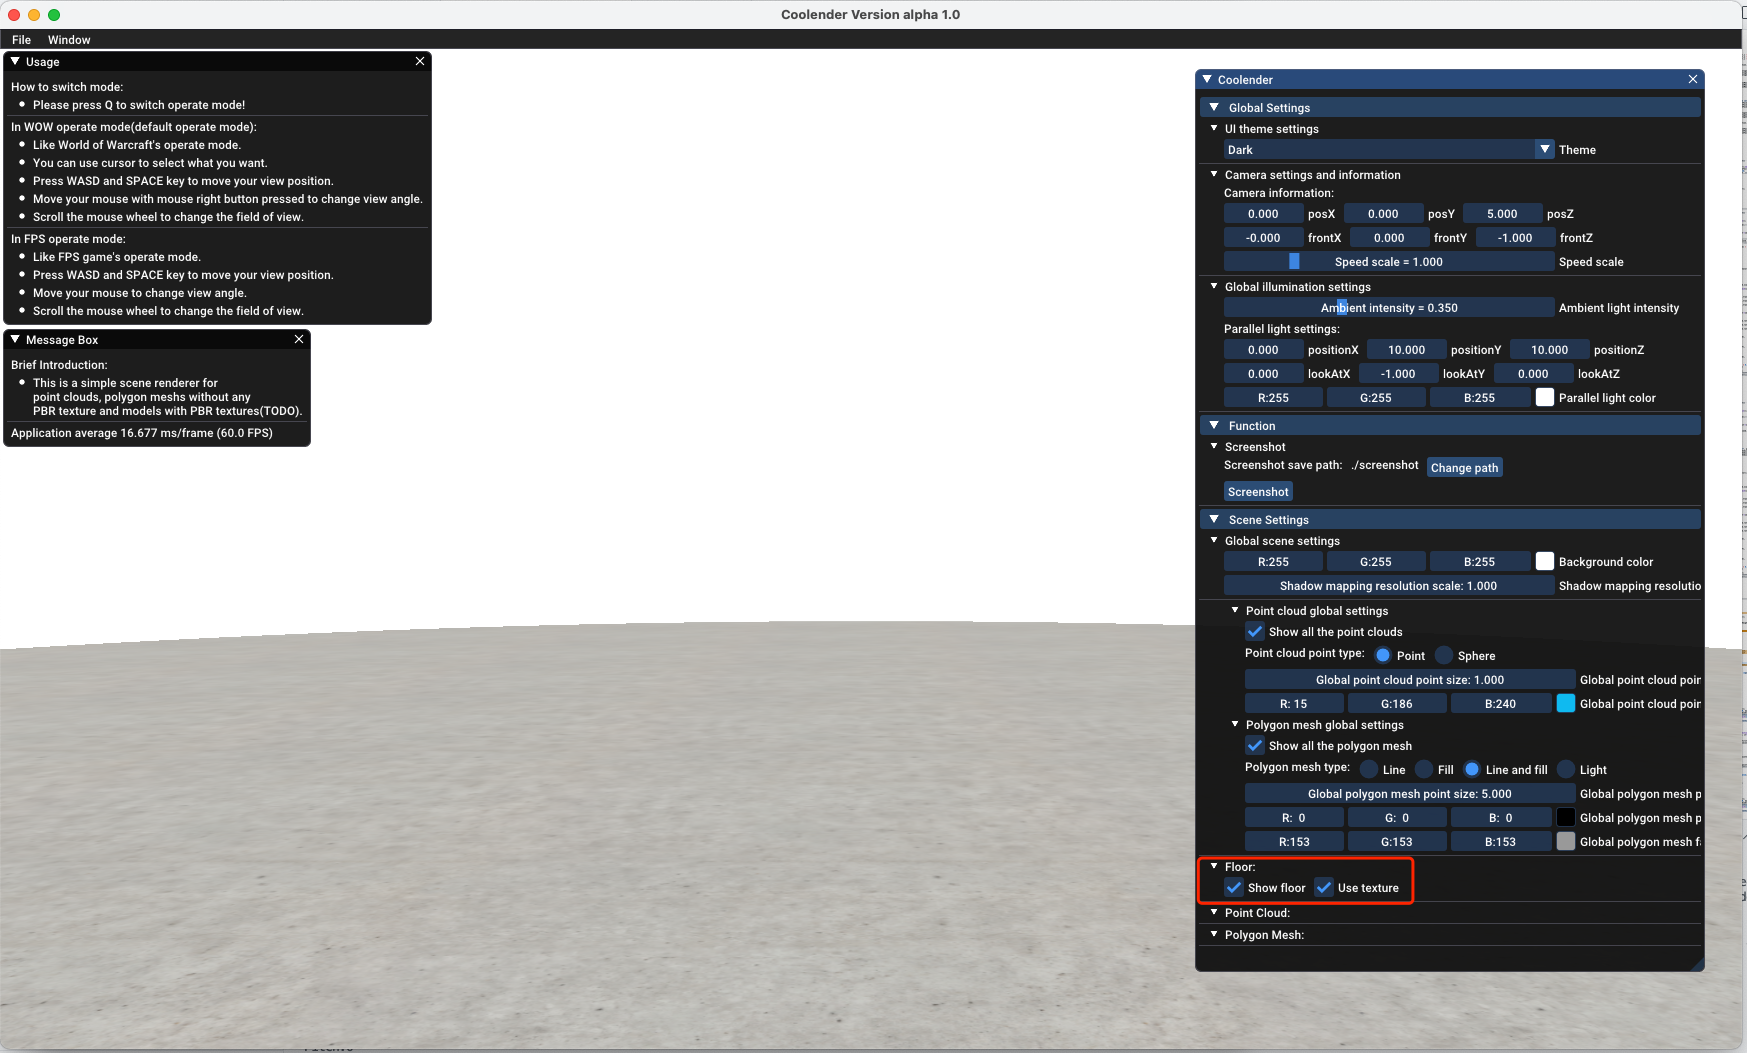 Coolender Version alpha 1.0
File Window
Usage
How to switch mode:
Please press Q to switch operate mode!
In WOW operate mode(default operate mode):
Like World of Warcraft's operate mode.
You can use cursor to select what you want.
Press WASD and SPACE key to move your view position.
Move your mouse with mouse right button pressed to change view angle.
Scroll the mouse wheel to change the field of view.
In FPS operate mode:
Like FPS game's operate mode.
Press WASD and SPACE key to move your view position.
Move your mouse to change view angle.
Scroll the mouse wheel to change the field of view.
Message Box
Brief Introduction:
This is a simple scene renderer for
point clouds, polygon meshs without any
PBR texture and models with PBR textures(TODO).
Application average 16.677 ms/frame (60.0 FPS)
Coolender
Global Settings
UI theme settings
Dark Theme
Camera settings and information
Camera information:
0.000 posX 0.000 posY 5.000 posZ
-0.000 frontX 0.000 frontY -1.000 frontZ
Speed scale = 1.000 Speed scale
Global illumination settings
Ambient intensity = 0.350 Ambient light intensity
Parallel light settings:
0.000 positionX 10.000 positionY 10.000 positionZ
0.000 lookAtX -1.000 lookAtY 0.000 lookAtZ
R:255 G:255 B:255 Parallel light color
Function
Screenshot
Screenshot save path: ./screenshot Change path
Screenshot
Scene Settings
Global scene settings
R:255 G:255 B:255 Background color
Shadow mapping resolution scale: 1.000 Shadow mapping resolutio
Point cloud global settings
Show all the point clouds
Point cloud point type: Point Sphere
Global point cloud point size: 1.000 Global point cloud poin
R: 15 G:186 B:240 Global point cloud poin
Polygon mesh global settings
Show all the polygon mesh
Polygon mesh type: Line Fill Line and fill Light
Global polygon mesh point size: 5.000 Global polygon mesh p
R: 0 G: 0 B: 0 Global polygon mesh p
R:153 G:153 B:153 Global polygon mesh f
Floor:
Show floor Use texture
Point Cloud:
Polygon Mesh: